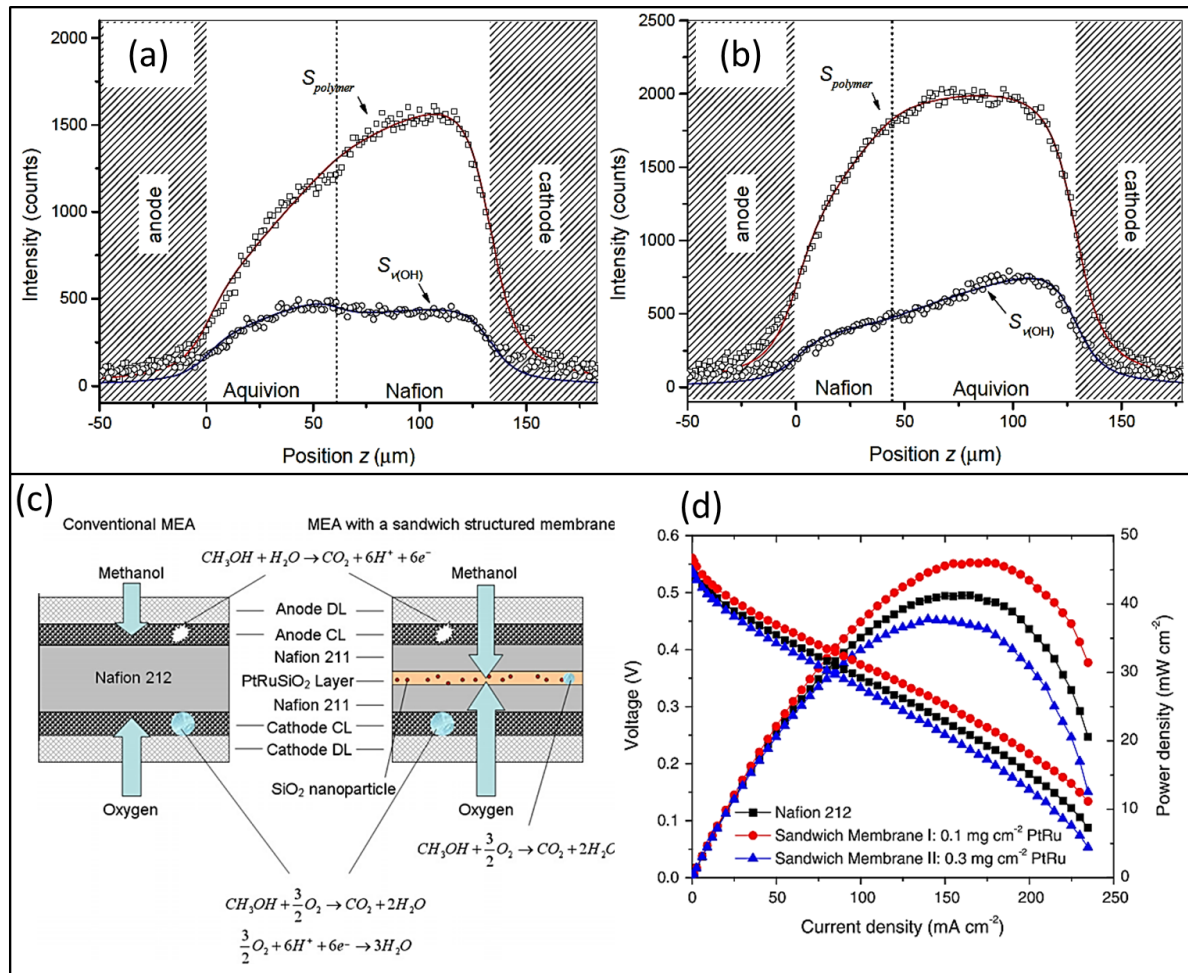 (a)
2000
1500
1000
500
0
Intensity (counts)
S_polymer
S_ν(OH)
anode
cathode
Aquivion
Nafion
-50 0 50 100 150
Position z (μm)
(b)
2500
2000
1500
1000
500
0
Intensity (counts)
S_polymer
S_ν(OH)
anode
cathode
Nafion
Aquivion
-50 0 50 100 150
Position z (μm)
(c)
Conventional MEA
MEA with a sandwich structured membrane
CH₃OH + H₂O → CO₂ + 6H⁺ + 6e⁻
Methanol
Methanol
Anode DL
Anode CL
Nafion 211
Nafion 212
PtRuSiO₂ Layer
Nafion 211
Cathode CL
Cathode DL
SiO₂ nanoparticle
Oxygen
Oxygen
CH₃OH + 3/2 O₂ → CO₂ + 2H₂O
CH₃OH + 3/2 O₂ → CO₂ + 2H₂O
3/2 O₂ + 6H⁺ + 6e⁻ → 3H₂O
(d)
0.6
0.5
0.4
0.3
0.2
0.1
0.0
Voltage (V)
50
40
30
20
10
0
Power density (mW cm⁻²)
Nafion 212
Sandwich Membrane I: 0.1 mg cm⁻² PtRu
Sandwich Membrane II: 0.3 mg cm⁻² PtRu
0 50 100 150 200 250
Current density (mA cm⁻²)